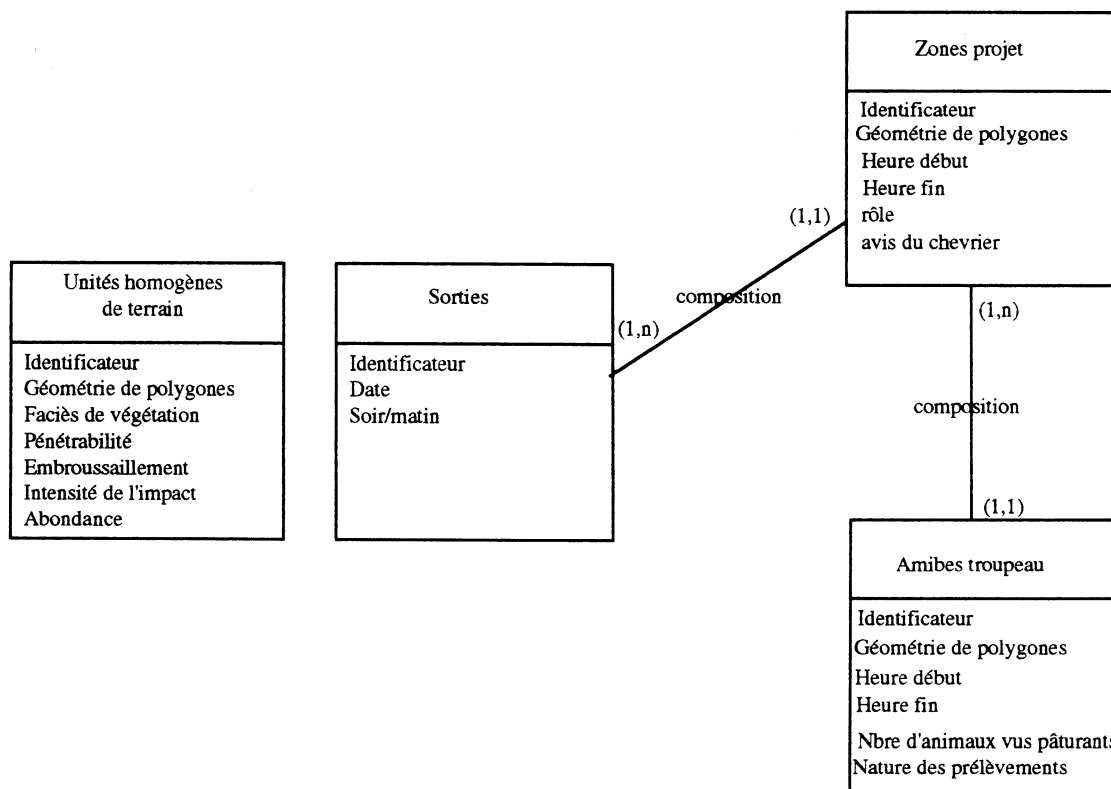 Zones projet
Identificateur
Géométrie de polygones
Heure début
Heure fin
rôle
avis du chevrier
(1,1)
composition
(1,n)
Unités homogènes
de terrain
Identificateur
Géométrie de polygones
Faciès de végétation
Pénétrabilité
Embroussaillement
Intensité de l'impact
Abondance
Sorties
Identificateur
Date
Soir/matin
(1,n)
composition
(1,1)
Amibes troupeau
Identificateur
Géométrie de polygones
Heure début
Heure fin
Nbre d'animaux vus pâturants
Nature des prélèvements